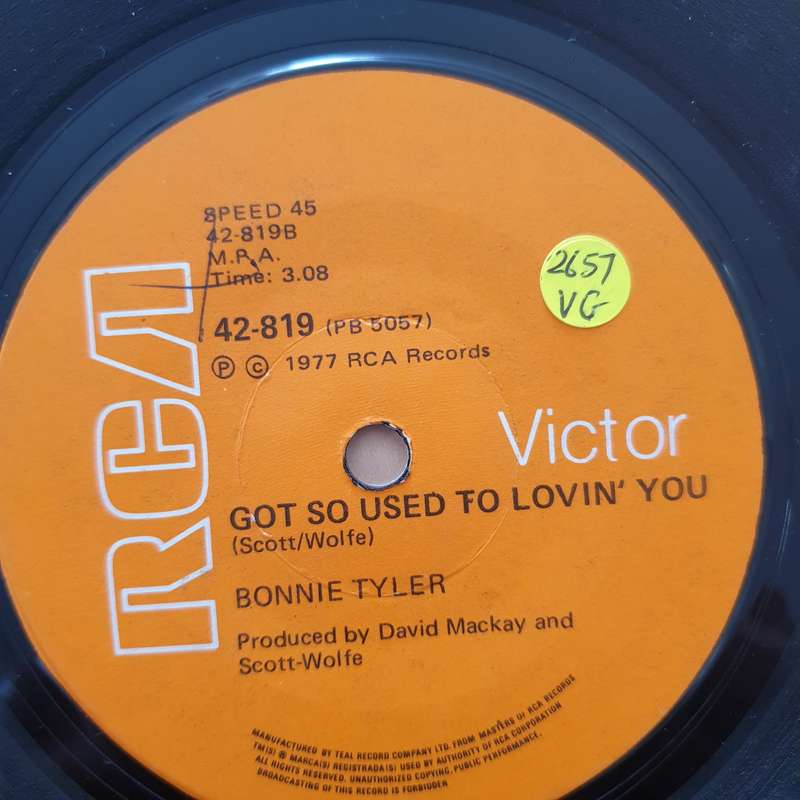 SPEED 45
42-819B
M.P.A.
Time: 3.08
42-819 (PB 5057)
Ⓟ © 1977 RCA Records
2657
VG
RCA
Victor
GOT SO USED TO LOVIN' YOU
(Scott/Wolfe)
BONNIE TYLER
Produced by David Mackay and
Scott-Wolfe
MANUFACTURED BY TEAL RECORD COMPANY LTD. FROM MASTERS OF RCA RECORDS
TM(S) ® MARCA(S) REGISTRADA(S) USED BY AUTHORITY OF RCA CORPORATION
ALL RIGHTS RESERVED. UNAUTHORIZED COPYING, PUBLIC PERFORMANCE,
BROADCASTING OF THIS RECORD IS FORBIDDEN